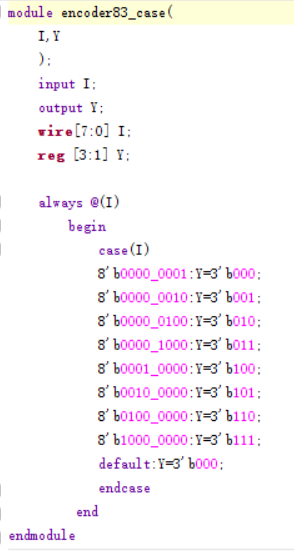 module encoder83_case(
I,Y
);
input I;
output Y;
wire[7:0] I;
reg [3:1] Y;
always @(I)
begin
case(I)
8'b0000_0001:Y=3'b000;
8'b0000_0010:Y=3'b001;
8'b0000_0100:Y=3'b010;
8'b0000_1000:Y=3'b011;
8'b0001_0000:Y=3'b100;
8'b0010_0000:Y=3'b101;
8'b0100_0000:Y=3'b110;
8'b1000_0000:Y=3'b111;
default:Y=3'b000;
endcase
end
endmodule